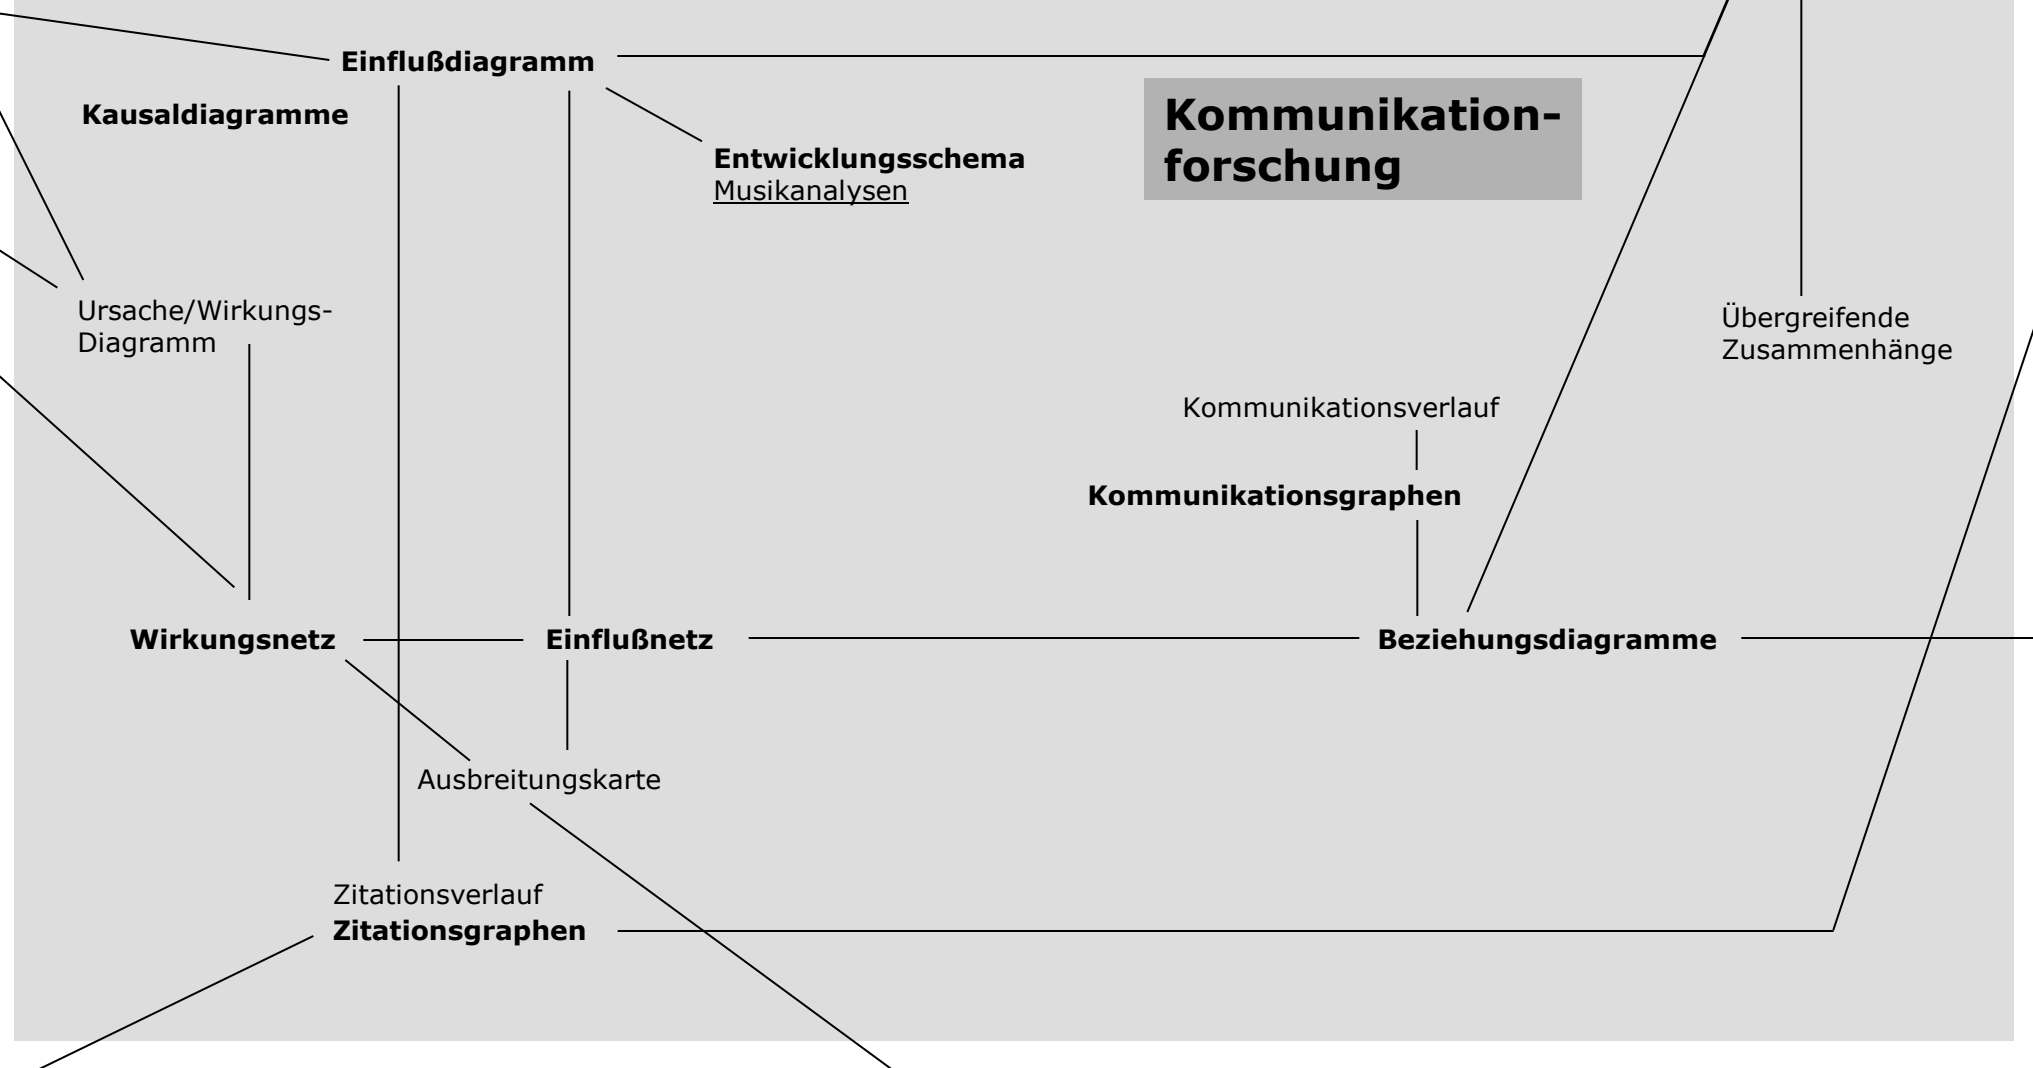 Einflußdiagramm
Kausaldiagramme
Kommunikation-
forschung
Entwicklungsschema
Musikanalysen
Ursache/Wirkungs-
Diagramm
Übergreifende
Zusammenhänge
Kommunikationsverlauf
Kommunikationsgraphen
Wirkungsnetz
Einflußnetz
Beziehungsdiagramme
Ausbreitungskarte
Zitationsverlauf
Zitationsgraphen